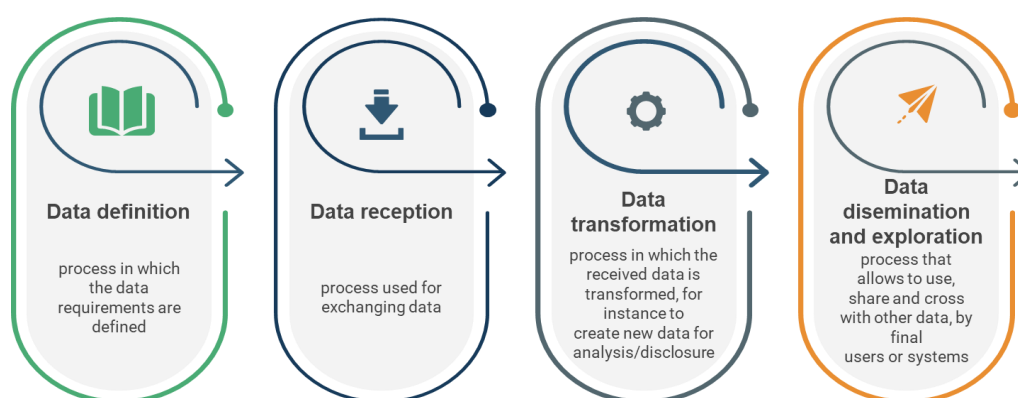 Data definition
process in which
the data
requirements are
defined
Data reception
process used for
exchanging data
Data
transformation
process in which the
received data is
transformed, for
instance to
create new data for
analysis/disclosure
Data
disemination
and exploration
process that
allows to use,
share and cross
with other data, by
final
users or systems